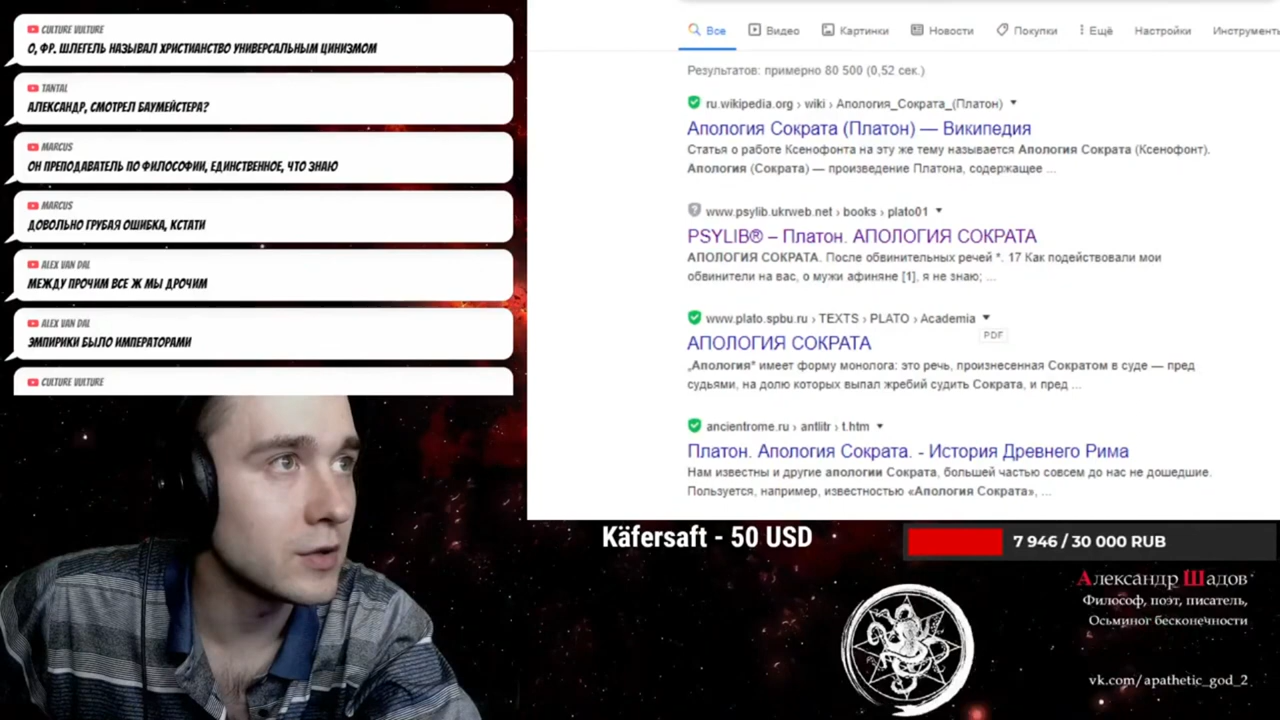 CULTURE VULTURE
О, ФР. ШЛЕГЕЛЬ НАЗЫВАЛ ХРИСТИАНСТВО УНИВЕРСАЛЬНЫМ ЦИНИЗМОМ
TANTAL
АЛЕКСАНДР, СМОТРЕЛ БАУМЕЙСТЕРА?
MARCUS
ОН ПРЕПОДАВАТЕЛЬ ПО ФИЛОСОФИИ, ЕДИНСТВЕННОЕ, ЧТО ЗНАЮ
MARCUS
ДОВОЛЬНО ГРУБАЯ ОШИБКА, КСТАТИ
ALEX VAN DAL
МЕЖДУ ПРОЧИМ ВСЕ Ж МЫ ДРОЧИМ
ALEX VAN DAL
ЭМПИРИКИ БЫЛО ИМПЕРАТОРАМИ
CULTURE VULTURE
Все Видео Картинки Новости Покупки Ещё Настройки Инструменты
Результатов: примерно 80 500 (0,52 сек.)
ru.wikipedia.org › wiki › Апология_Сократа_(Платон)
Апология Сократа (Платон) — Википедия
Статья о работе Ксенофонта на эту же тему называется Апология Сократа (Ксенофонт).
Апология (Сократа) — произведение Платона, содержащее ...
www.psylib.ukrweb.net › books › plato01
PSYLIB® – Платон. АПОЛОГИЯ СОКРАТА
АПОЛОГИЯ СОКРАТА. После обвинительных речей *. 17 Как подействовали мои
обвинители на вас, о мужи афиняне [1], я не знаю; ...
www.plato.spbu.ru › TEXTS › PLATO › Academia
PDF
АПОЛОГИЯ СОКРАТА
„Апология" имеет форму монолога: это речь, произнесенная Сократом в суде — пред
судьями, на долю которых выпал жребий судить Сократа, и пред ...
ancientrome.ru › antlitr › t.htm
Платон. Апология Сократа. - История Древнего Рима
Нам известны и другие апологии Сократа, большей частью совсем до нас не дошедшие.
Пользуется, например, известностью «Апология Сократа», ...
Käfersaft - 50 USD
7 946 / 30 000 RUB
Александр Шадов
Философ, поэт, писатель,
Осьминог бесконечности
vk.com/apathetic_god_2